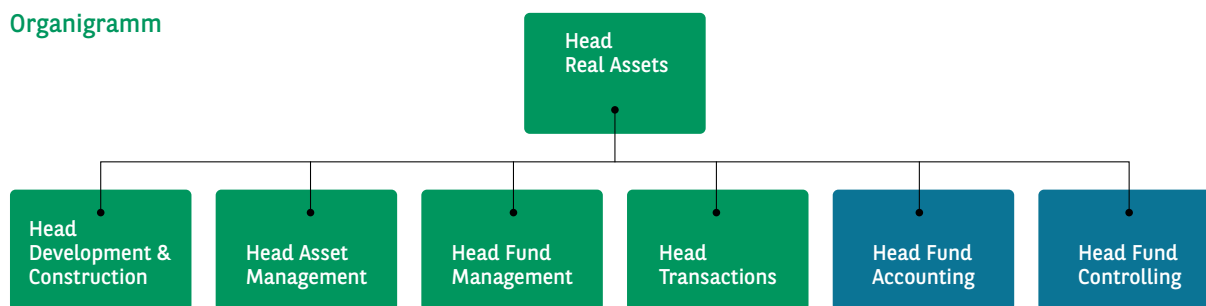 Organigramm
Head
Real Assets
Head
Development &
Construction
Head Asset
Management
Head Fund
Management
Head
Transactions
Head Fund
Accounting
Head Fund
Controlling